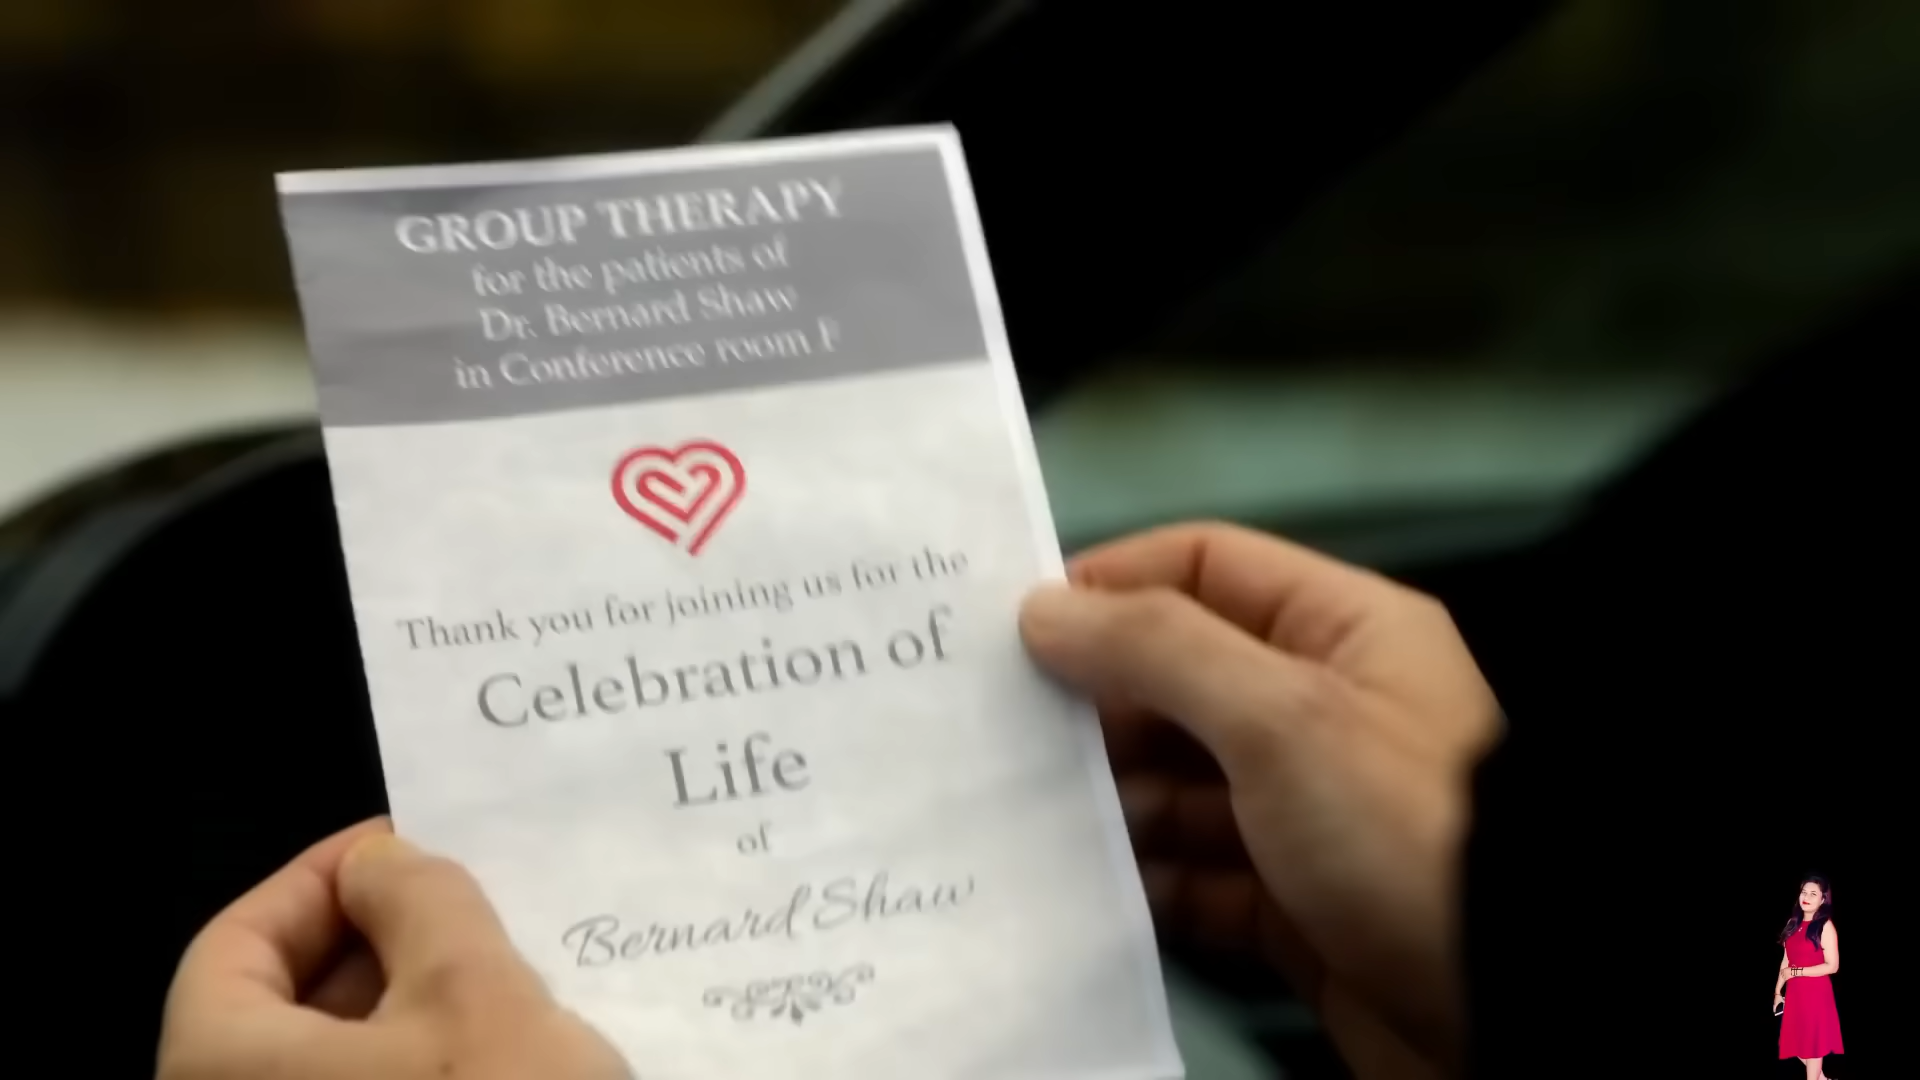 GROUP THERAPY
for the patients of
Dr. Bernard Shaw
in Conference room F
Thank you for joining us for the
Celebration of
Life
of
Bernard Shaw